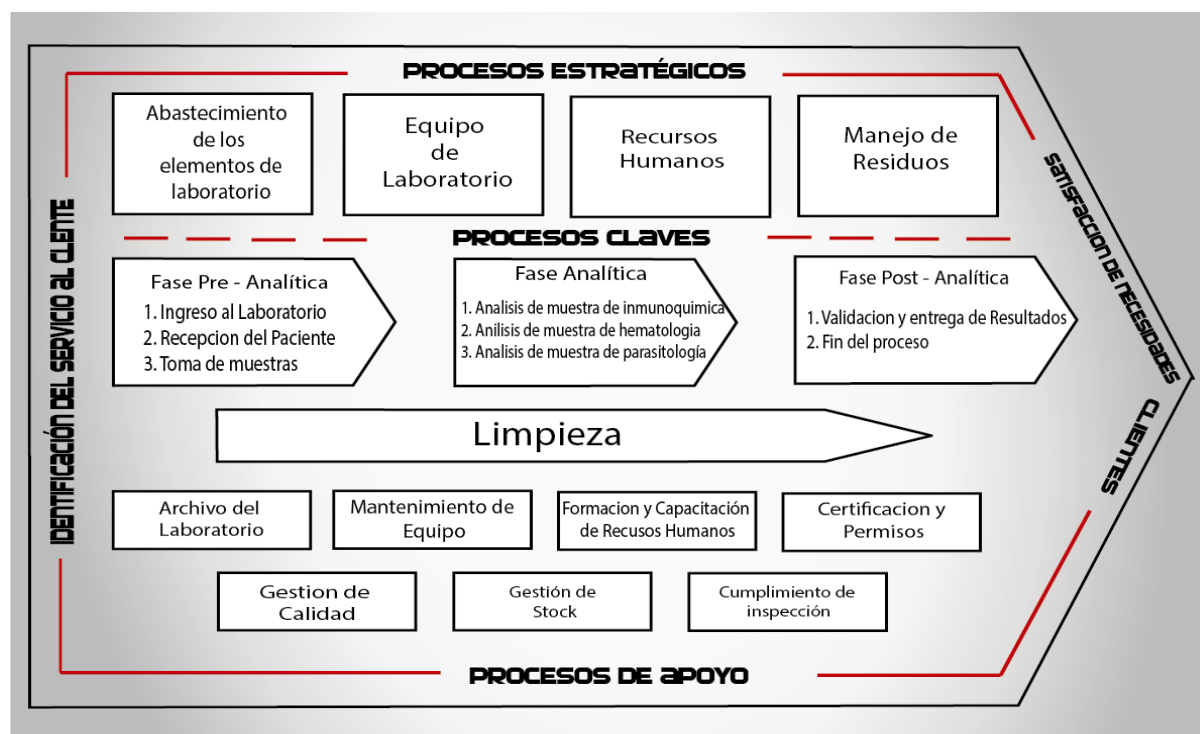 PROCESOS ESTRATÉGICOS
Abastecimiento
de los
elementos de
laboratorio
Equipo
de
Laboratorio
Recursos
Humanos
Manejo de
Residuos
IDENTIFICACIÓN DEL SERVICIO AL CLIENTE
SATISFACCION DE NECESIDADES
CLIENTES
PROCESOS CLAVES
Fase Pre - Analítica
1. Ingreso al Laboratorio
2. Recepcion del Paciente
3. Toma de muestras
Fase Analítica
1. Analisis de muestra de inmunoquimica
2. Anilisis de muestra de hematologia
3. Analisis de muestra de parasitología
Fase Post - Analítica
1. Validacion y entrega de Resultados
2. Fin del proceso
Limpieza
Archivo del
Laboratorio
Mantenimiento de
Equipo
Formacion y Capacitación
de Recusos Humanos
Certificacion y
Permisos
Gestion de
Calidad
Gestión de
Stock
Cumplimiento de
inspección
PROCESOS DE APOYO